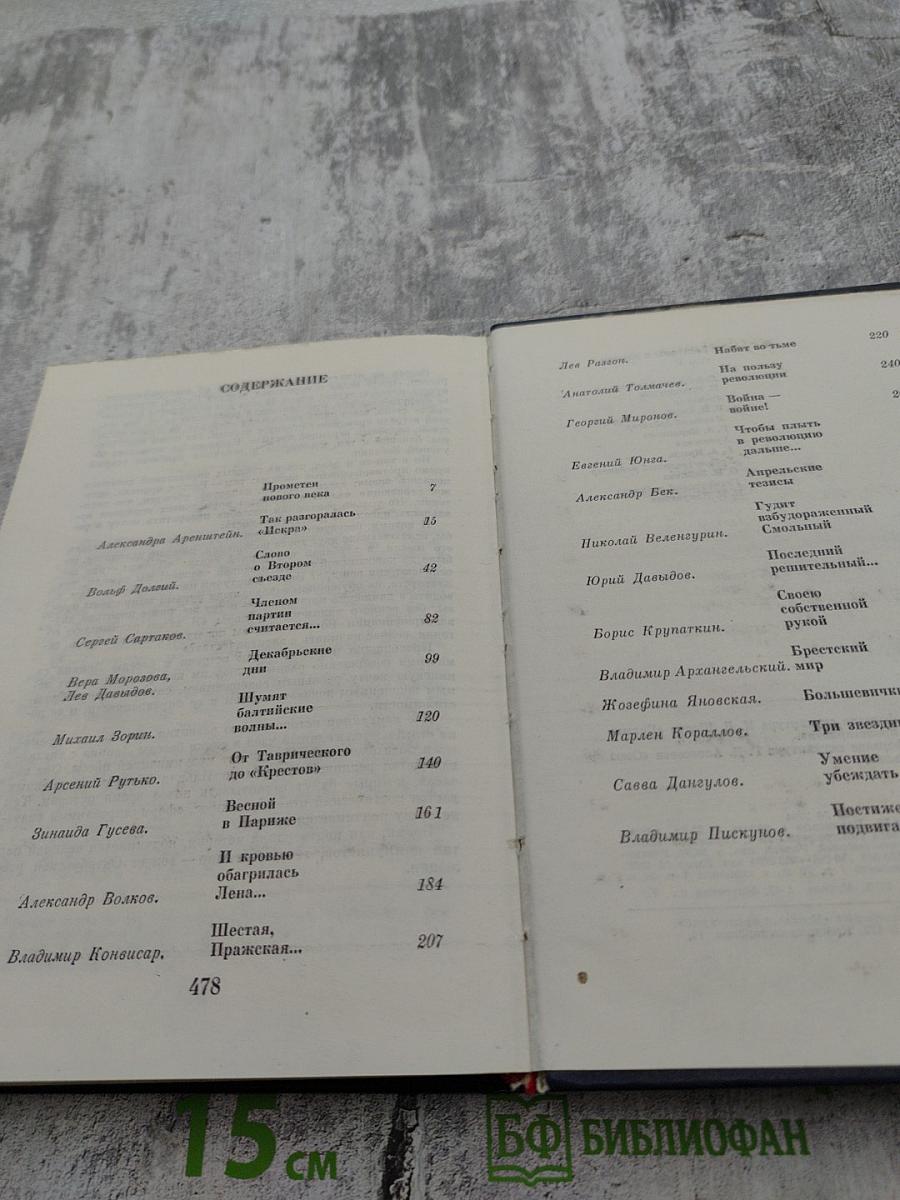 СОДЕРЖАНИЕ
Прометеи
нового века 7
Александра Аренштейн. Так разгоралась
«Искра» 15
Вольф Долгий. Слово
о Втором
съезде 42
Сергей Сартаков. Членом
партии
считается... 82
Вера Морозова,
Лев Давыдов. Декабрьские
дни 99
Михаил Зорин. Шумят
балтийские
волны... 120
Арсений Рутько. От Таврического
до «Крестов» 140
Зинаида Гусева. Весной
в Париже 161
Александр Волков. И кровью
обагрилась
Лена... 184
Владимир Конвисар. Шестая,
Пражская... 207
478
Лев Разгон. Набат во тьме 220
Анатолий Толмачев. На пользу
революции 240
Георгий Миронов. Война —
войне!
Евгений Юнга. Чтобы плыть
в революцию
дальше...
Александр Бек. Апрельские
тезисы
Николай Веленгурин. Гудит
взбудораженный
Смольный
Юрий Давыдов. Последний
решительный...
Борис Крупаткин. Своею
собственной
рукой
Владимир Архангельский. Брестский
мир
Жозефина Яновская.
Марлен Кораллов. Три
Савва Дангулов. Умение
убеждать
Владимир Пискунов.
15 см
БФ БИБЛИОФАН